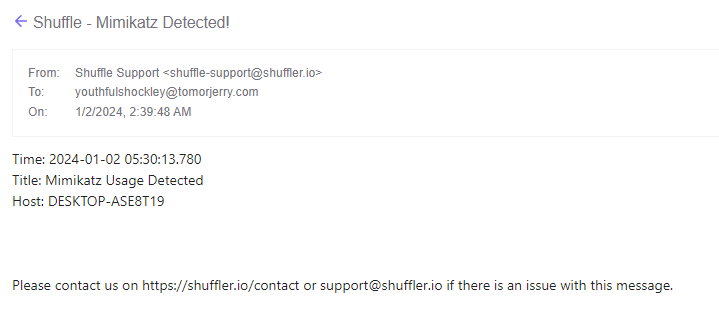 Shuffle - Mimikatz Detected!
From: Shuffle Support <shuffle-support@shuffler.io>
To: youthfulshockley@tomorjerry.com
On: 1/2/2024, 2:39:48 AM
Time: 2024-01-02 05:30:13.780
Title: Mimikatz Usage Detected
Host: DESKTOP-ASE8T19
Please contact us on https://shuffler.io/contact or support@shuffler.io if there is an issue with this message.